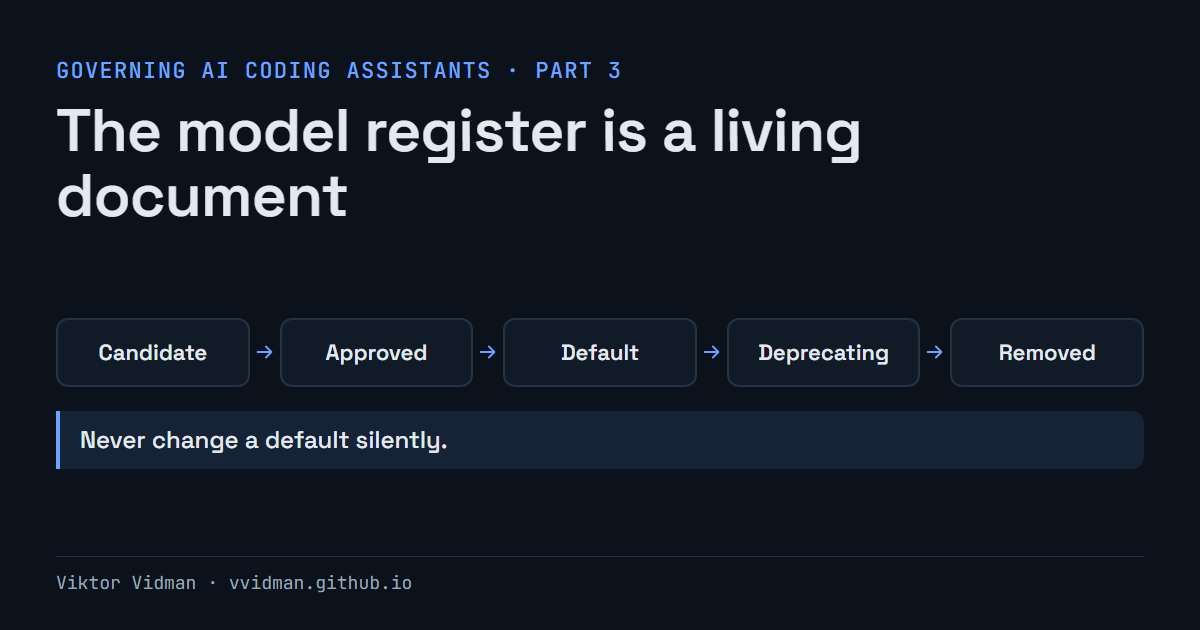 GOVERNING AI CODING ASSISTANTS · PART 3
The model register is a living
document
Candidate → Approved → Default → Deprecating → Removed
Never change a default silently.
Viktor Vidman · vvidman.github.io